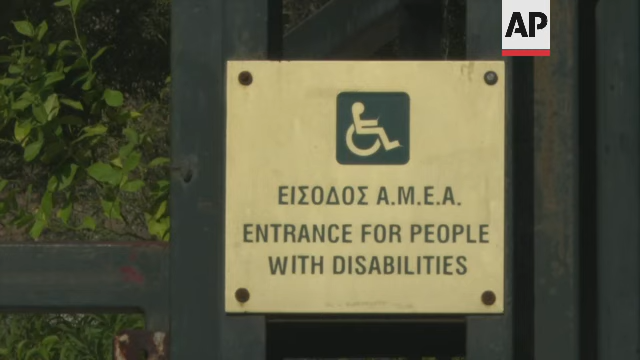 AP
ΕΙΣΟΔΟΣ Α.Μ.Ε.Α.
ENTRANCE FOR PEOPLE
WITH DISABILITIES